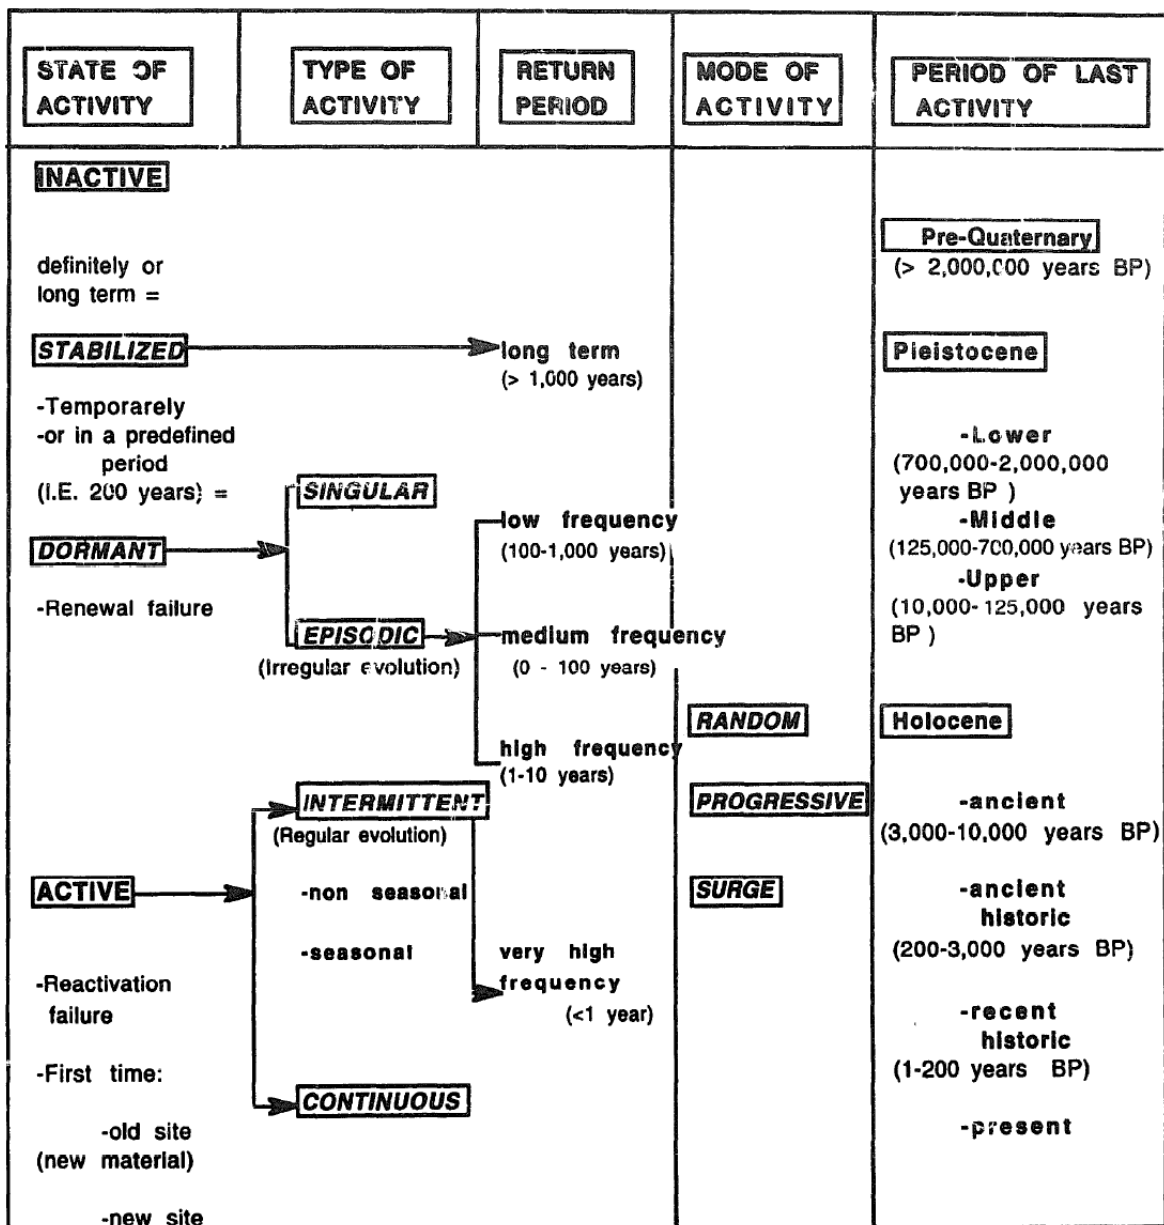 STATE OF
ACTIVITY
TYPE OF
ACTIVITY
RETURN
PERIOD
MODE OF
ACTIVITY
PERIOD OF LAST
ACTIVITY
INACTIVE
definitely or
long term =
STABILIZED
-Temporarely
-or in a predefined
period
(I.E. 200 years) =
DORMANT
-Renewal failure
ACTIVE
-Reactivation
failure
-First time:
-old site
(new material)
-new site
SINGULAR
EPISODIC
(Irregular evolution)
INTERMITTENT
(Regular evolution)
-non seasonal
-seasonal
CONTINUOUS
long term
(> 1,000 years)
low frequency
(100-1,000 years)
medium frequency
(0 - 100 years)
high frequency
(1-10 years)
very high
frequency
(<1 year)
RANDOM
PROGRESSIVE
SURGE
Pre-Quaternary
(> 2,000,000 years BP)
Pleistocene
-Lower
(700,000-2,000,000
years BP )
-Middle
(125,000-700,000 years BP)
-Upper
(10,000- 125,000 years
BP )
Holocene
-ancient
(3,000-10,000 years BP)
-ancient
historic
(200-3,000 years BP)
-recent
historic
(1-200 years BP)
-present